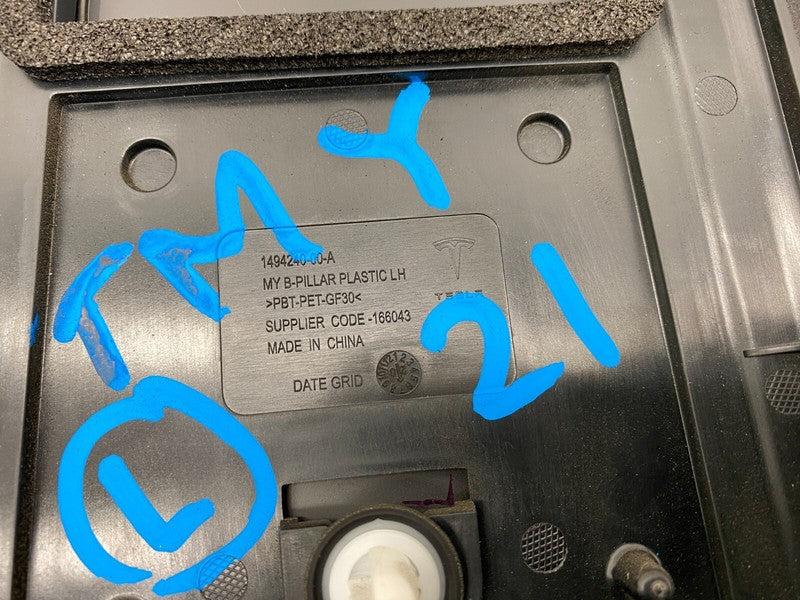 TMY 21
L
1494240-00-A
MY B-PILLAR PLASTIC LH
>PBT-PET-GF30<
SUPPLIER CODE -166043
MADE IN CHINA
DATE GRID
TESLA